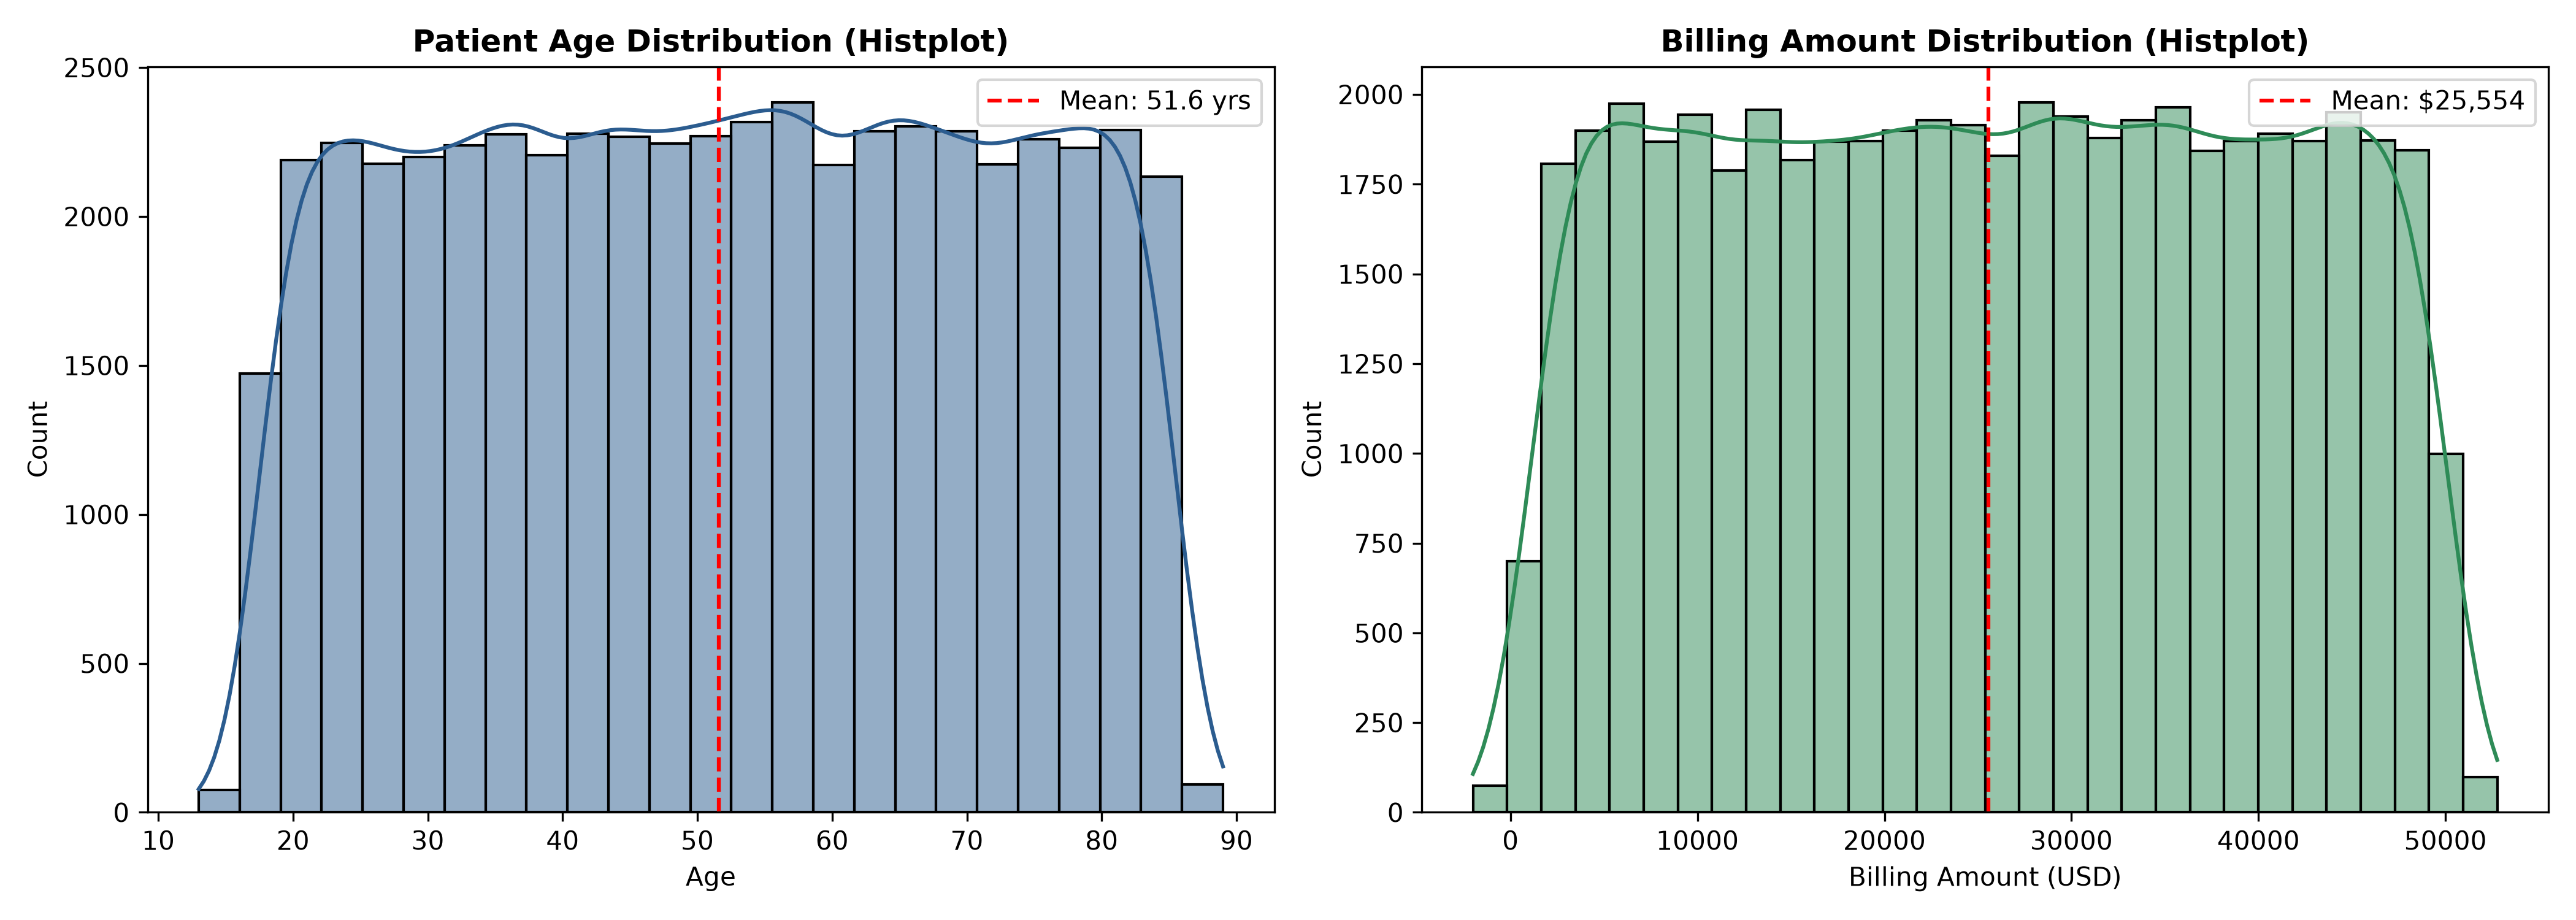 Patient Age Distribution (Histplot)
Mean: 51.6 yrs
2500
2000
1500
1000
500
0
Count
10 20 30 40 50 60 70 80 90
Age
Billing Amount Distribution (Histplot)
Mean: $25,554
2000
1750
1500
1250
1000
750
500
250
0
Count
0 10000 20000 30000 40000 50000
Billing Amount (USD)